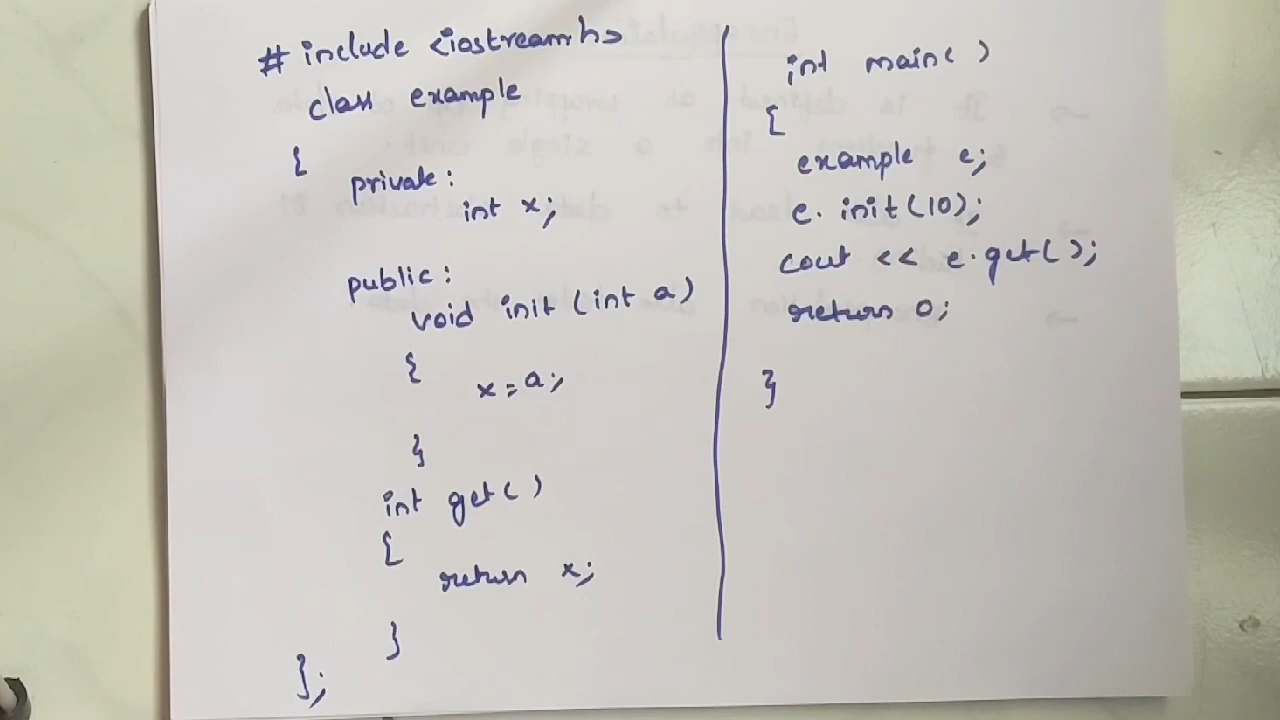 # include <iostream.h>
class example
{
private:
int x;
public:
void init(int a)
{
x=a;
}
int get()
{
return x;
}
};
int main()
{
example e;
e.init(10);
cout << e.get();
return 0;
}